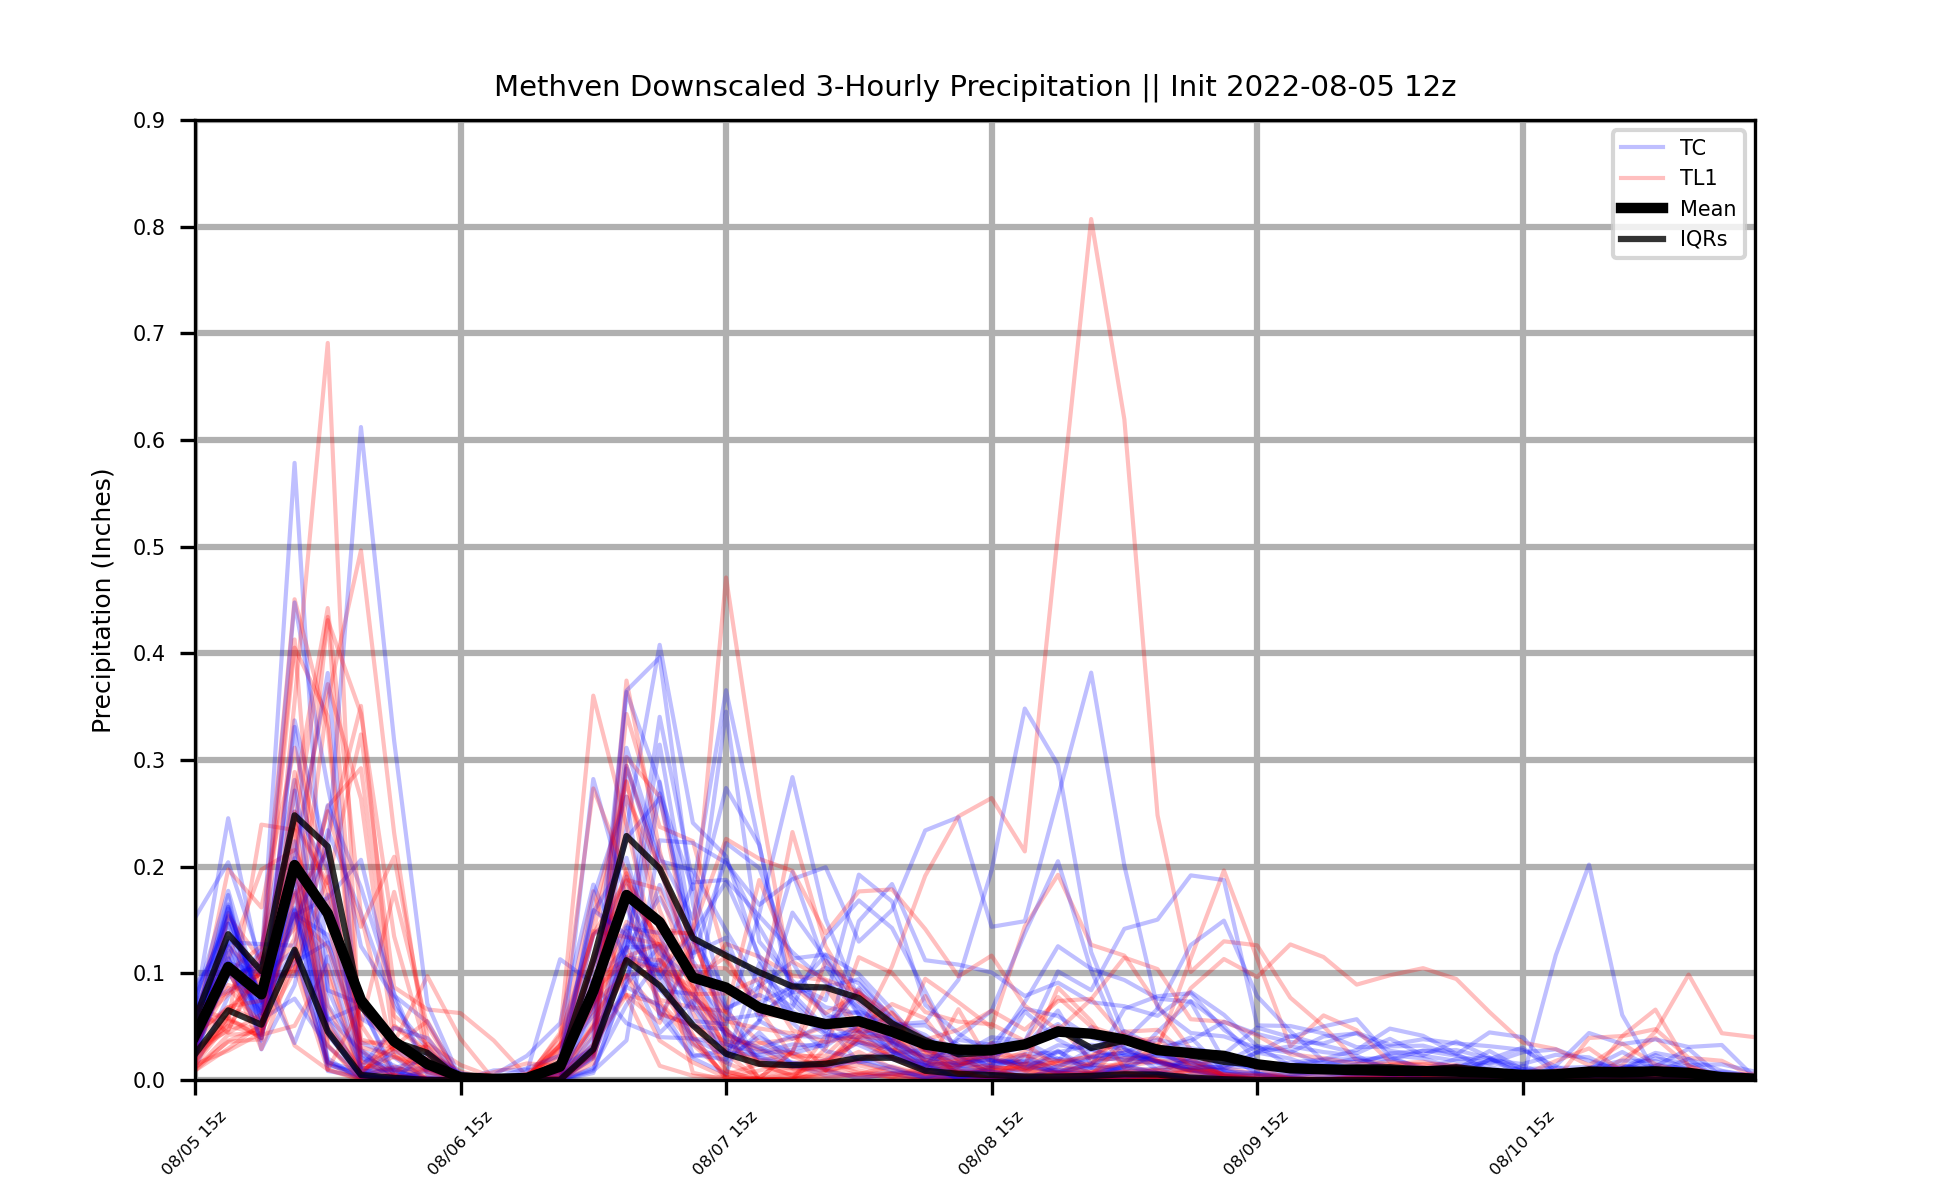 Methven Downscaled 3-Hourly Precipitation || Init 2022-08-05 12z
0.9
0.8
0.7
0.6
0.5
0.4
0.3
0.2
0.1
0.0
Precipitation (Inches)
TC
TL1
Mean
IQRs
08/05 15z
08/06 15z
08/07 15z
08/08 15z
08/09 15z
08/10 15z